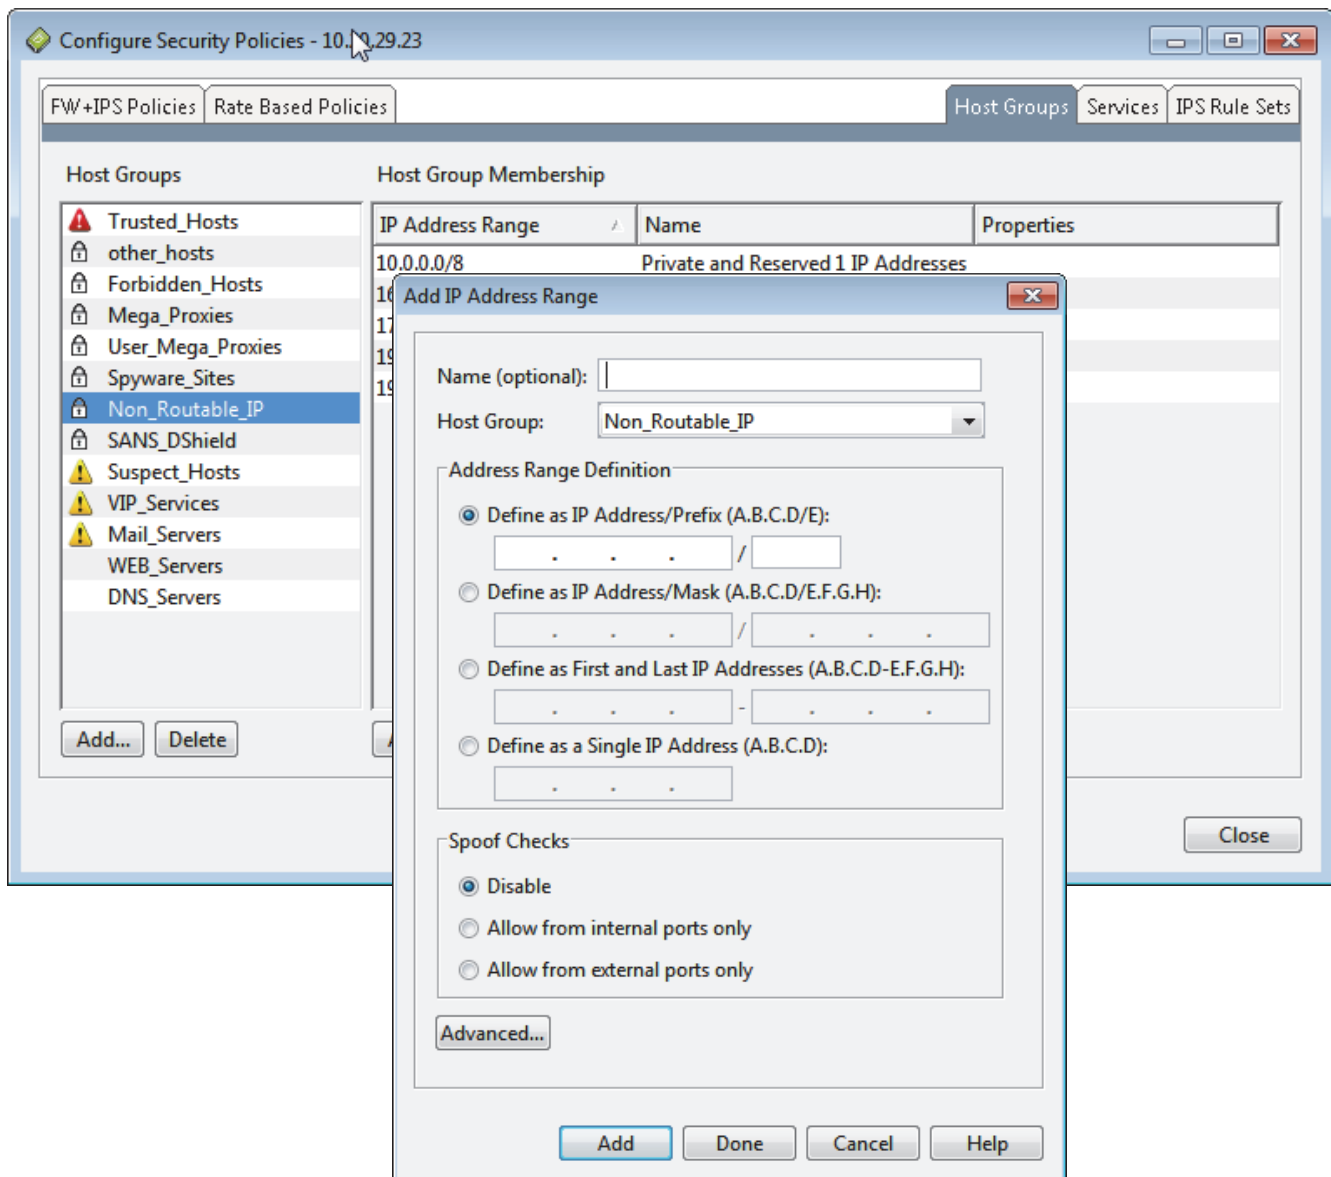 Configure Security Policies - 10. .29.23
FW+IPS Policies Rate Based Policies Host Groups Services IPS Rule Sets
Host Groups
Trusted_Hosts
other_hosts
Forbidden_Hosts
Mega_Proxies
User_Mega_Proxies
Spyware_Sites
Non_Routable_IP
SANS_DShield
Suspect_Hosts
VIP_Services
Mail_Servers
WEB_Servers
DNS_Servers
Add... Delete
Host Group Membership
IP Address Range Name Properties
10.0.0.0/8 Private and Reserved 1 IP Addresses
16
17
19
19
Add IP Address Range
Name (optional):
Host Group: Non_Routable_IP
Address Range Definition
Define as IP Address/Prefix (A.B.C.D/E):
. . . /
Define as IP Address/Mask (A.B.C.D/E.F.G.H):
. . . / . . .
Define as First and Last IP Addresses (A.B.C.D-E.F.G.H):
. . . - . . .
Define as a Single IP Address (A.B.C.D):
. . .
Spoof Checks
Disable
Allow from internal ports only
Allow from external ports only
Advanced...
Add Done Cancel Help
Close